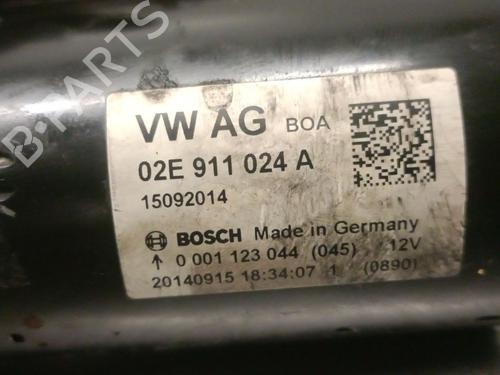 B-PARTS
VW AG BOA
02E 911 024 A
15092014
BOSCH Made in Germany
↑ 0 001 123 044 (045) 12V
20140915 18:34:07 1 (0890)